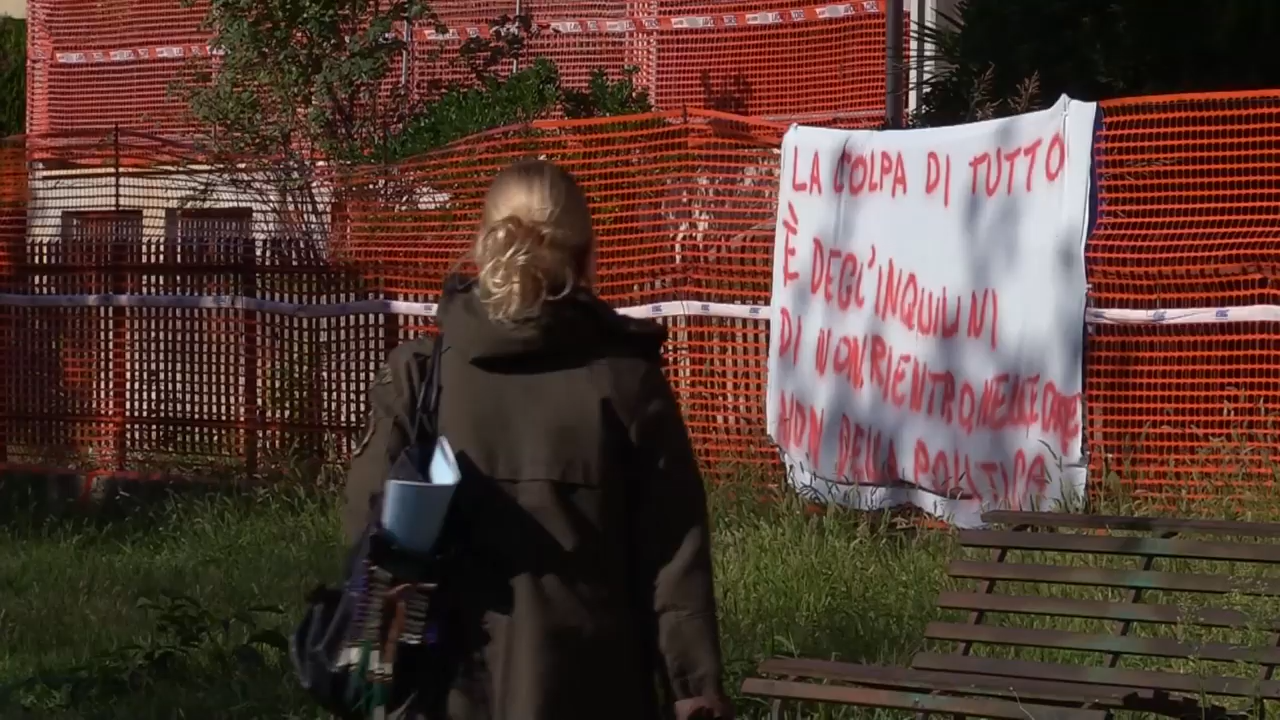 LA COLPA DI TUTTO
È DEGL'INQUILINI
DI NON RIENTRO NELLE CASE
NON DELLA POLITICA